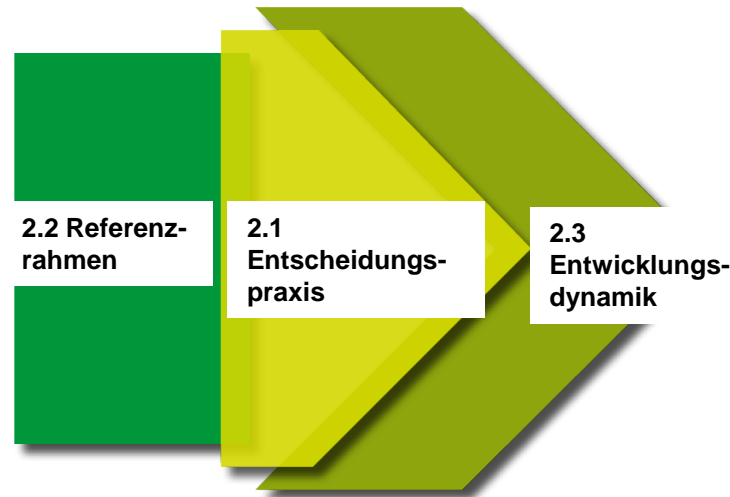 2.2 Referenz-
rahmen
2.1
Entscheidungs-
praxis
2.3
Entwicklungs-
dynamik